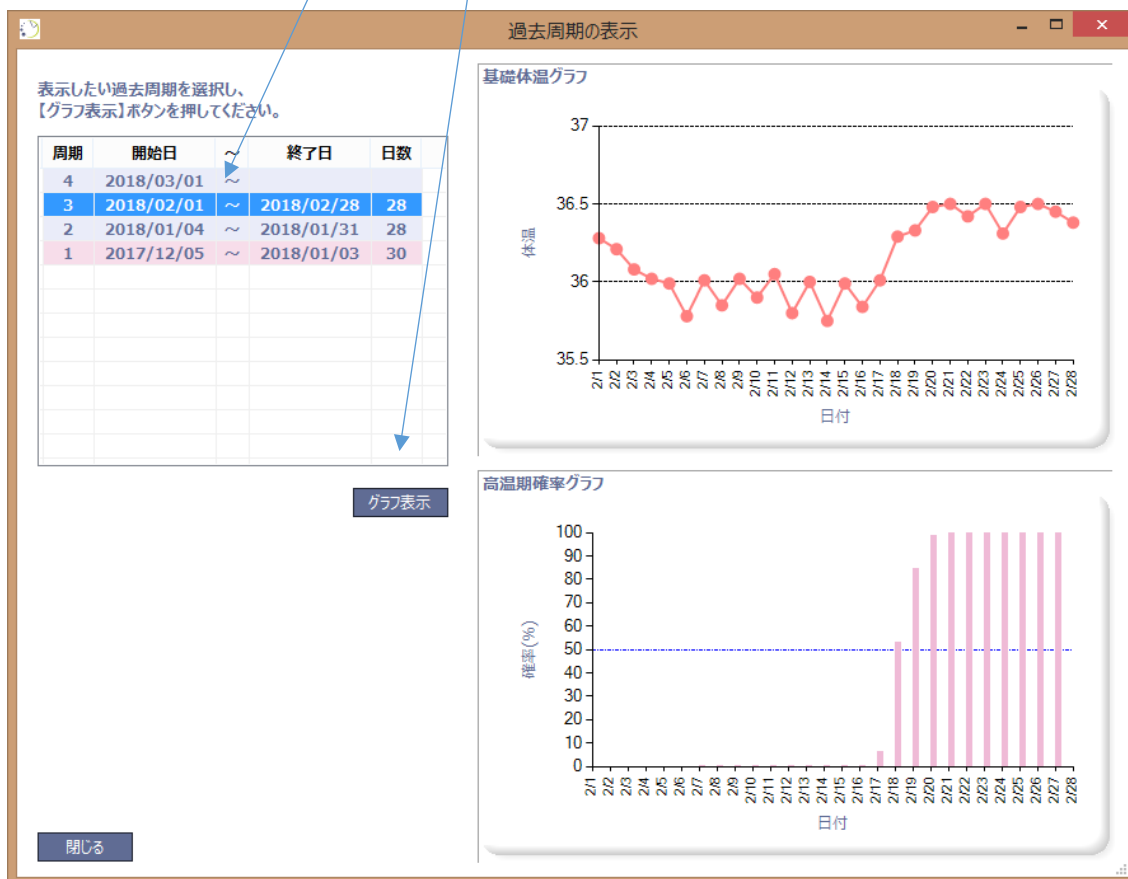 過去周期の表示
表示したい過去周期を選択し、
【グラフ表示】ボタンを押してください。
周期 開始日 ～ 終了日 日数
4 2018/03/01 ～
3 2018/02/01 ～ 2018/02/28 28
2 2018/01/04 ～ 2018/01/31 28
1 2017/12/05 ～ 2018/01/03 30
グラフ表示
閉じる
基礎体温グラフ
37
36.5
36
35.5
体温
2/1 2/2 2/3 2/4 2/5 2/6 2/7 2/8 2/9 2/10 2/11 2/12 2/13 2/14 2/15 2/16 2/17 2/18 2/19 2/20 2/21 2/22 2/23 2/24 2/25 2/26 2/27 2/28
日付
高温期確率グラフ
100
90
80
70
60
50
40
30
20
10
0
確率(%)
2/1 2/2 2/3 2/4 2/5 2/6 2/7 2/8 2/9 2/10 2/11 2/12 2/13 2/14 2/15 2/16 2/17 2/18 2/19 2/20 2/21 2/22 2/23 2/24 2/25 2/26 2/27 2/28
日付